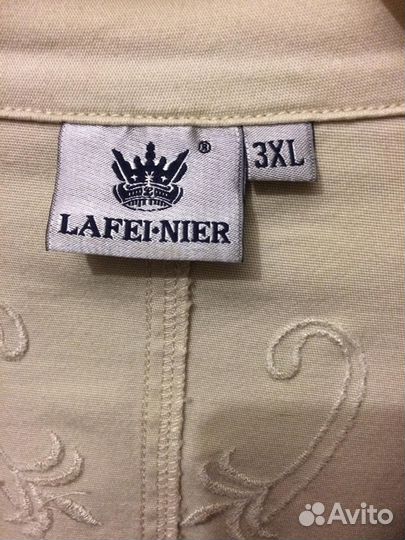 ®
3XL
LAFEI·NIER
Avito